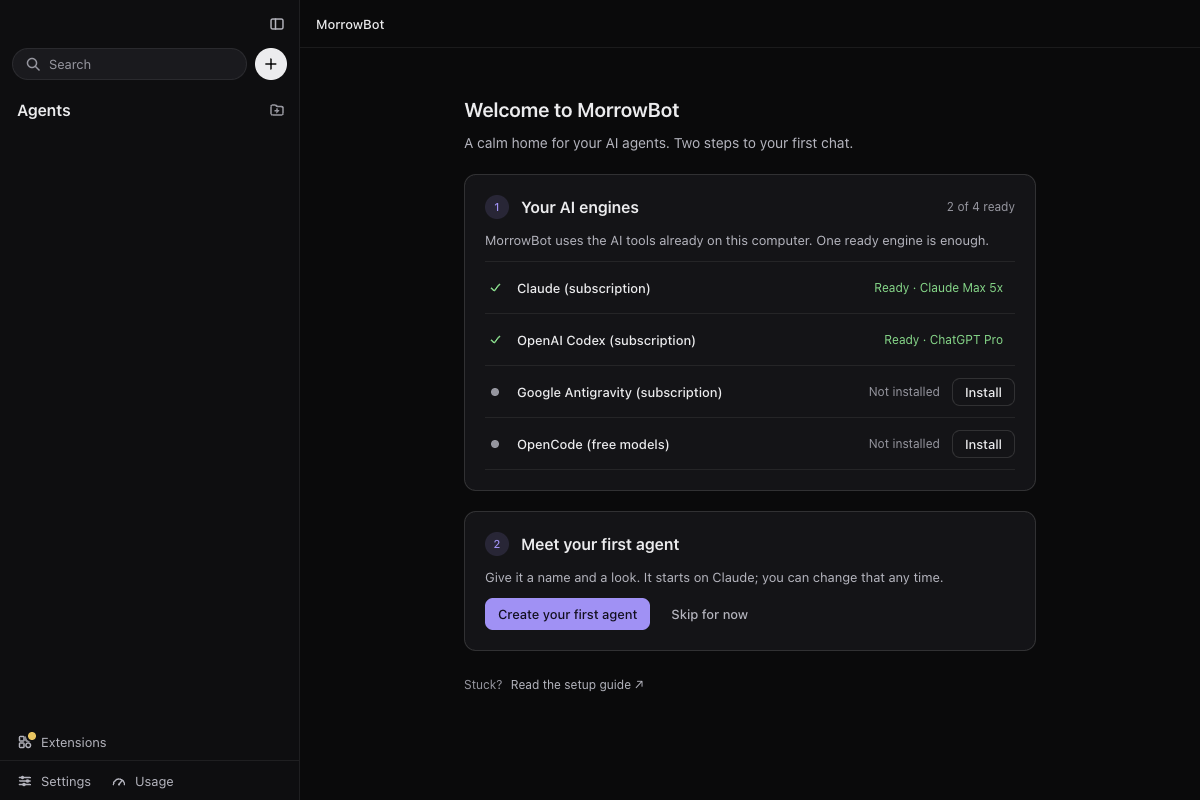 MorrowBot
Search
Agents
Welcome to MorrowBot
A calm home for your AI agents. Two steps to your first chat.
1 Your AI engines 2 of 4 ready
MorrowBot uses the AI tools already on this computer. One ready engine is enough.
Claude (subscription) Ready · Claude Max 5x
OpenAI Codex (subscription) Ready · ChatGPT Pro
Google Antigravity (subscription) Not installed Install
OpenCode (free models) Not installed Install
2 Meet your first agent
Give it a name and a look. It starts on Claude; you can change that any time.
Create your first agent Skip for now
Stuck? Read the setup guide ↗
Extensions
Settings Usage